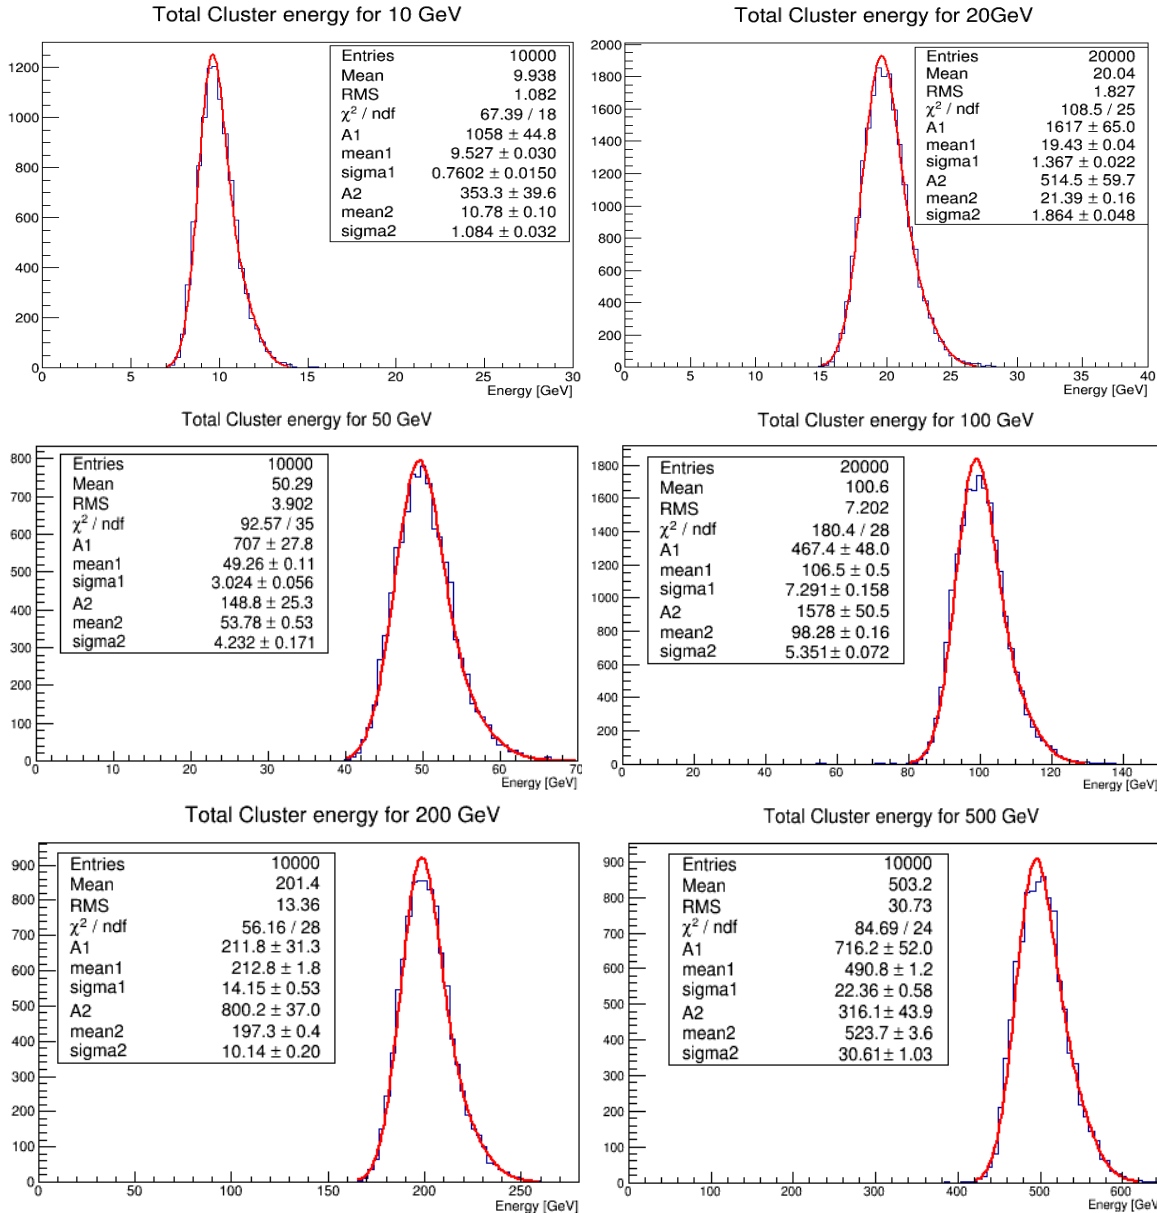 Total Cluster energy for 10 GeV
Entries 10000
Mean 9.938
RMS 1.082
χ² / ndf 67.39 / 18
A1 1058 ± 44.8
mean1 9.527 ± 0.030
sigma1 0.7602 ± 0.0150
A2 353.3 ± 39.6
mean2 10.78 ± 0.10
sigma2 1.084 ± 0.032
1200
1000
800
600
400
200
0
0 5 10 15 20 25 30
Energy [GeV]
Total Cluster energy for 20GeV
Entries 20000
Mean 20.04
RMS 1.827
χ² / ndf 108.5 / 25
A1 1617 ± 65.0
mean1 19.43 ± 0.04
sigma1 1.367 ± 0.022
A2 514.5 ± 59.7
mean2 21.39 ± 0.16
sigma2 1.864 ± 0.048
2000
1800
1600
1400
1200
1000
800
600
400
200
0
0 5 10 15 20 25 30 35 40
Energy [GeV]
Total Cluster energy for 50 GeV
Entries 10000
Mean 50.29
RMS 3.902
χ² / ndf 92.57 / 35
A1 707 ± 27.8
mean1 49.26 ± 0.11
sigma1 3.024 ± 0.056
A2 148.8 ± 25.3
mean2 53.78 ± 0.53
sigma2 4.232 ± 0.171
800
700
600
500
400
300
200
100
0
0 10 20 30 40 50 60 70
Energy [GeV]
Total Cluster energy for 100 GeV
Entries 20000
Mean 100.6
RMS 7.202
χ² / ndf 180.4 / 28
A1 467.4 ± 48.0
mean1 106.5 ± 0.5
sigma1 7.291 ± 0.158
A2 1578 ± 50.5
mean2 98.28 ± 0.16
sigma2 5.351 ± 0.072
1800
1600
1400
1200
1000
800
600
400
200
0
0 20 40 60 80 100 120 140
Energy [GeV]
Total Cluster energy for 200 GeV
Entries 10000
Mean 201.4
RMS 13.36
χ² / ndf 56.16 / 28
A1 211.8 ± 31.3
mean1 212.8 ± 1.8
sigma1 14.15 ± 0.53
A2 800.2 ± 37.0
mean2 197.3 ± 0.4
sigma2 10.14 ± 0.20
900
800
700
600
500
400
300
200
100
0
0 50 100 150 200 250
Energy [GeV]
Total Cluster energy for 500 GeV
Entries 10000
Mean 503.2
RMS 30.73
χ² / ndf 84.69 / 24
A1 716.2 ± 52.0
mean1 490.8 ± 1.2
sigma1 22.36 ± 0.58
A2 316.1 ± 43.9
mean2 523.7 ± 3.6
sigma2 30.61 ± 1.03
900
800
700
600
500
400
300
200
100
0
0 100 200 300 400 500 600
Energy [GeV]